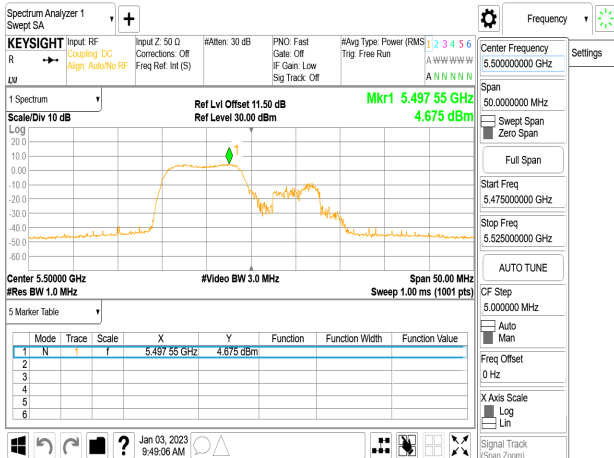 Spectrum Analyzer 1
Swept SA
▼
+
Frequency ▼
KEYSIGHT Input: RF Input Z: 50 Ω #Atten: 30 dB PNO: Fast #Avg Type: Power (RMS 1 2 3 4 5 6
R Coupling: DC Corrections: Off Gate: Off Trig: Free Run A W W W W W
Align: Auto/No RF Freq Ref: Int (S) IF Gain: Low
Sig Track: Off A N N N N N
LXI
1 Spectrum ▼
Scale/Div 10 dB
Ref Lvl Offset 11.50 dB
Ref Level 30.00 dBm
Mkr1 5.497 55 GHz
4.675 dBm
Log
20.0
10.0
0.00
-10.0
-20.0
-30.0
-40.0
-50.0
-60.0
1
Center 5.50000 GHz #Video BW 3.0 MHz Span 50.00 MHz
#Res BW 1.0 MHz Sweep 1.00 ms (1001 pts)
5 Marker Table ▼
Mode Trace Scale X Y Function Function Width Function Value
1 N 1 f 5.497 55 GHz 4.675 dBm
2
3
4
5
6
?
Jan 03, 2023
9:49:06 AM
Center Frequency
5.500000000 GHz
Settings
Span
50.0000000 MHz
Swept Span
Zero Span
Full Span
Start Freq
5.475000000 GHz
Stop Freq
5.525000000 GHz
AUTO TUNE
CF Step
5.000000 MHz
Auto
Man
Freq Offset
0 Hz
X Axis Scale
Log
Lin
Signal Track
(Span Zoom)